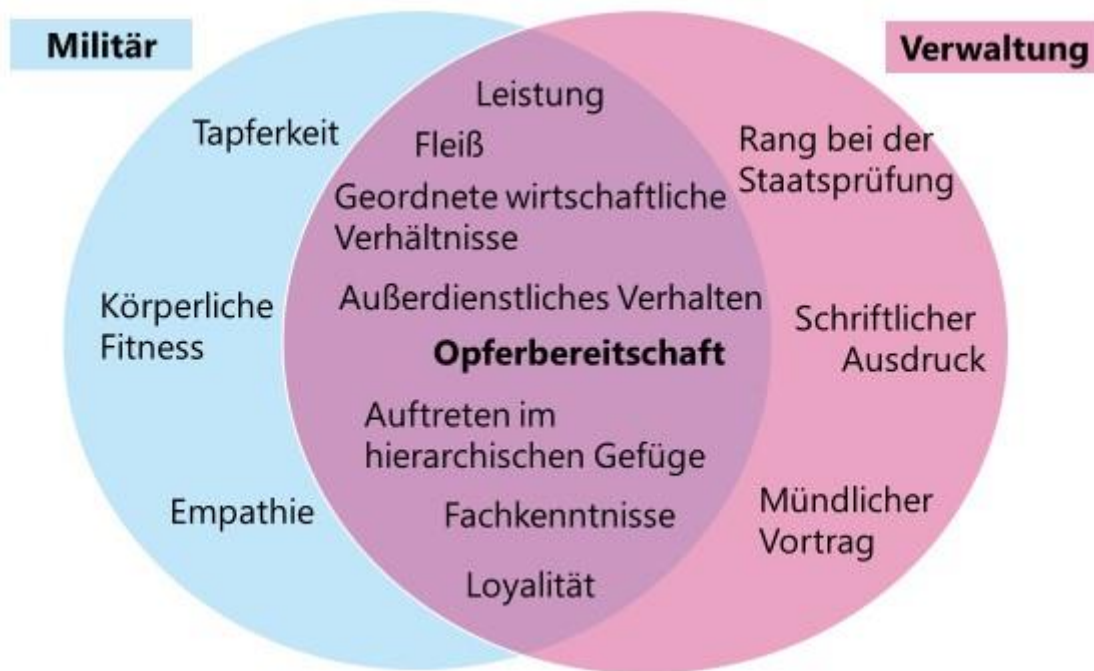 Militär
Verwaltung
Leistung
Tapferkeit
Fleiß
Rang bei der
Staatsprüfung
Geordnete wirtschaftliche
Verhältnisse
Außerdienstliches Verhalten
Körperliche
Fitness
Schriftlicher
Ausdruck
Opferbereitschaft
Auftreten im
hierarchischen Gefüge
Empathie
Fachkenntnisse
Mündlicher
Vortrag
Loyalität